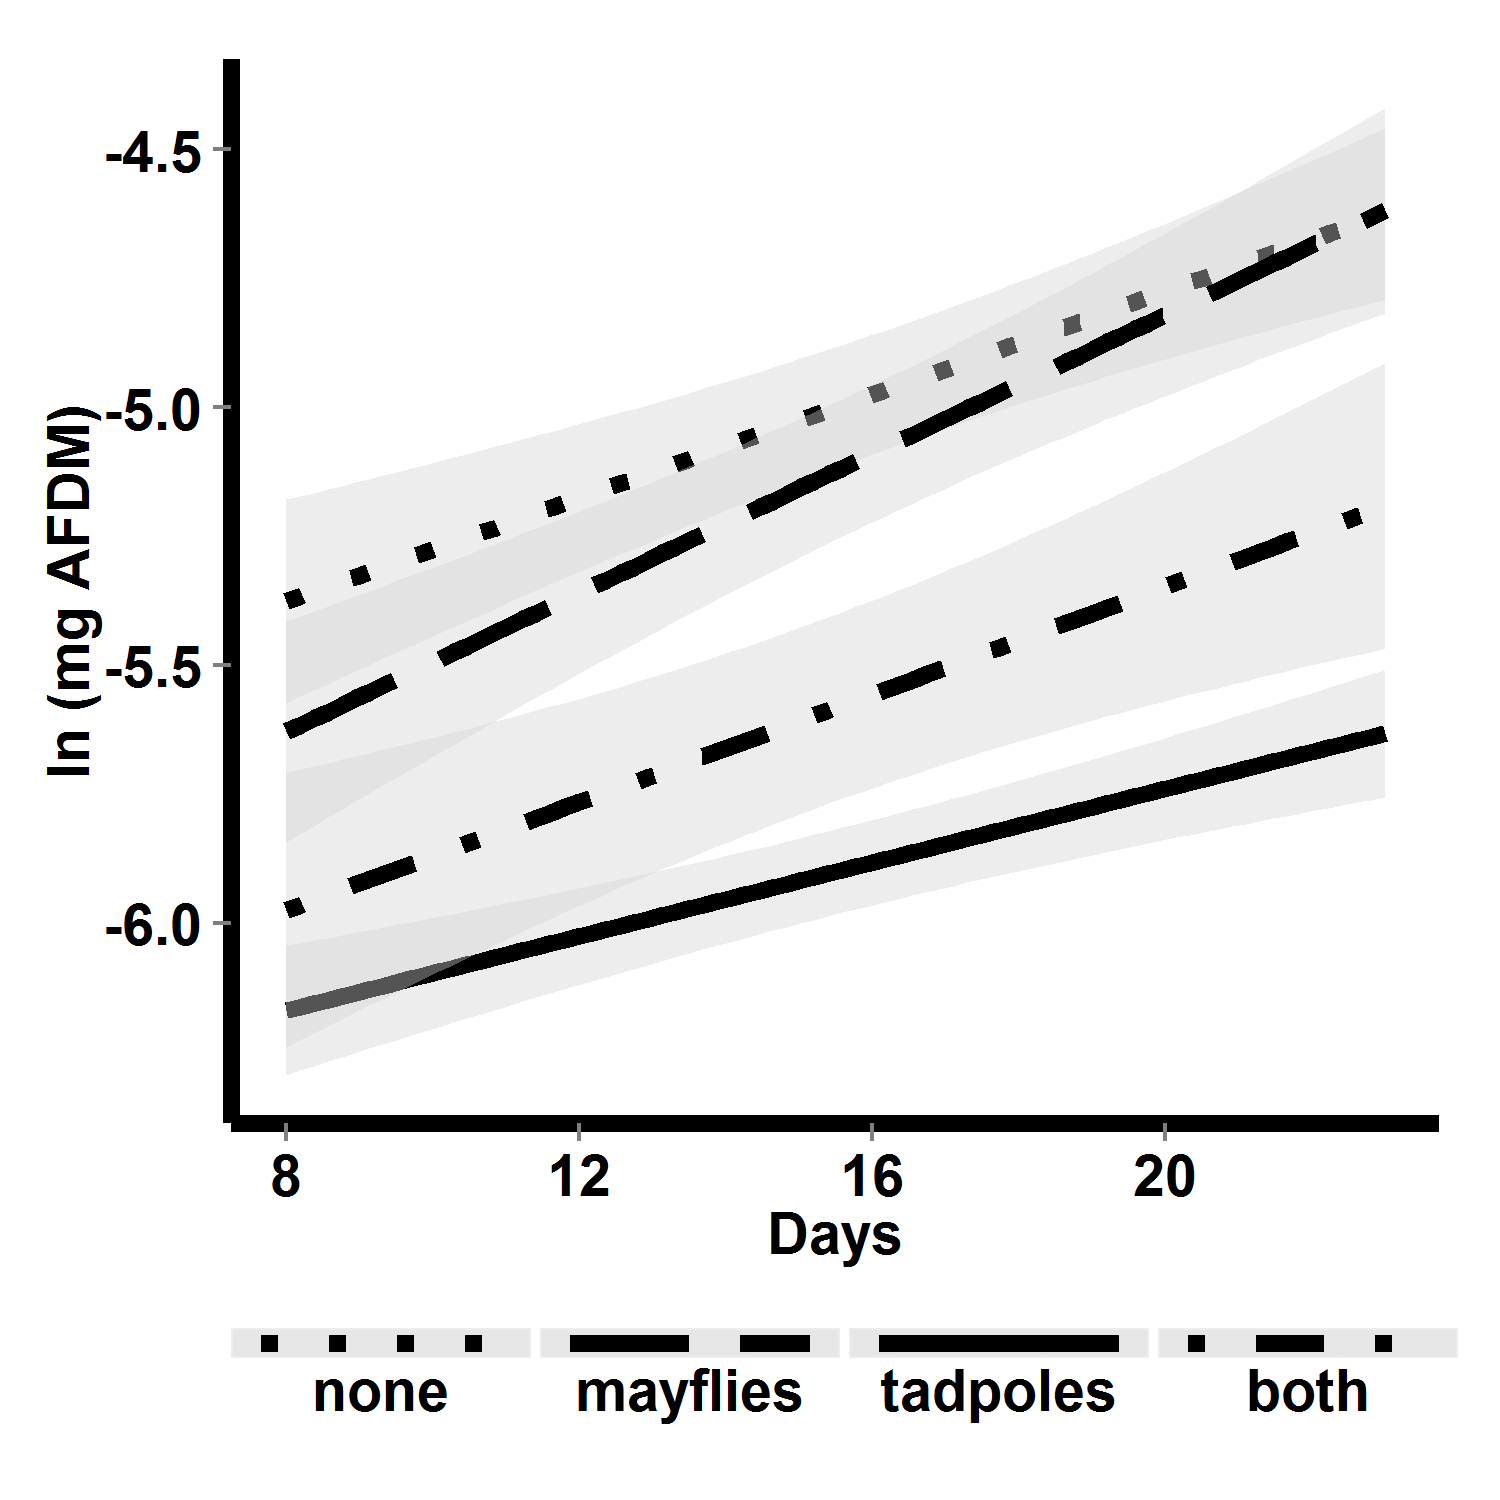 ln (mg AFDM)
-4.5
-5.0
-5.5
-6.0
8 12 16 20
Days
none mayflies tadpoles both